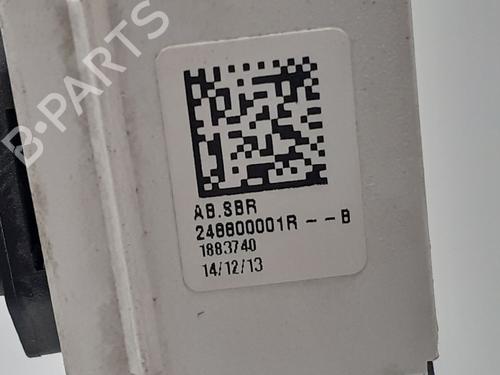 B-PARTS
AB.SBR
248800001R -- B
1883740
14/12/13